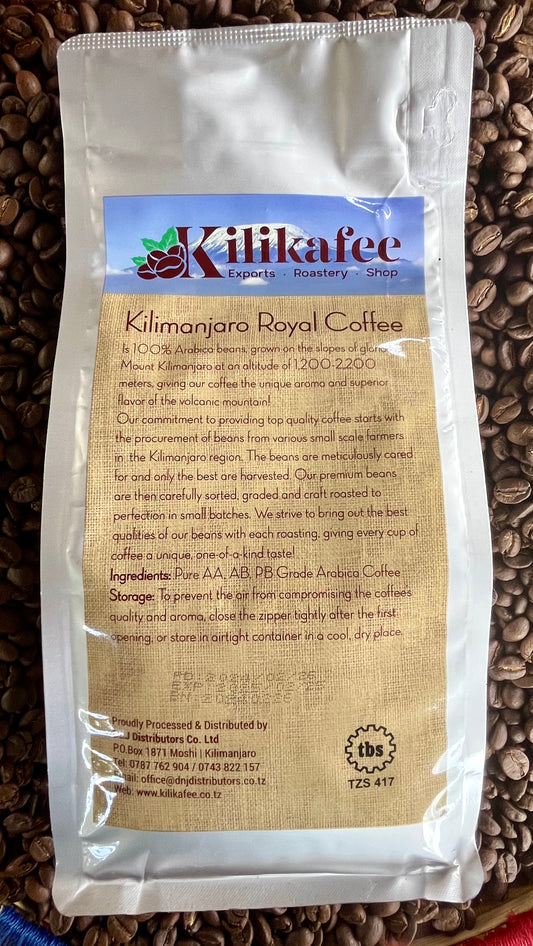 Kilikafee
Exports · Roastery · Shop
Kilimanjaro Royal Coffee
Is 100% Arabica beans, grown on the slopes of
Mount Kilimanjaro at an altitude of 1,200-2,200
meters, giving our coffee the unique aroma and superior
flavor of the volcanic mountain!
Our commitment to providing top quality coffee starts with
the procurement of beans from various small scale farmers
in the Kilimanjaro region. The beans are meticulously cared
for and only the best are harvested. Our premium beans
are then carefully sorted, graded and craft roasted to
perfection in small batches. We strive to bring out the best
qualities of our beans with each roasting, giving every cup of
coffee a unique, one-of-a-kind taste!
Ingredients: Pure AA, AB, PB Grade Arabica Coffee
Storage: To prevent the air from compromising the coffee's
quality and aroma, close the zipper tightly after the first
opening, or store in airtight container in a cool, dry place.
PD:2024/02/26
EXP
Proudly Processed & Distributed by
Distributors Co. Ltd
P.O.Box 1871 Moshi | Kilimanjaro
Tel: 0787 762 904 / 0743 822 157
Email: office@dnjdistributors.co.tz
Web: www.kilikafee.co.tz
tbs
TZS 417